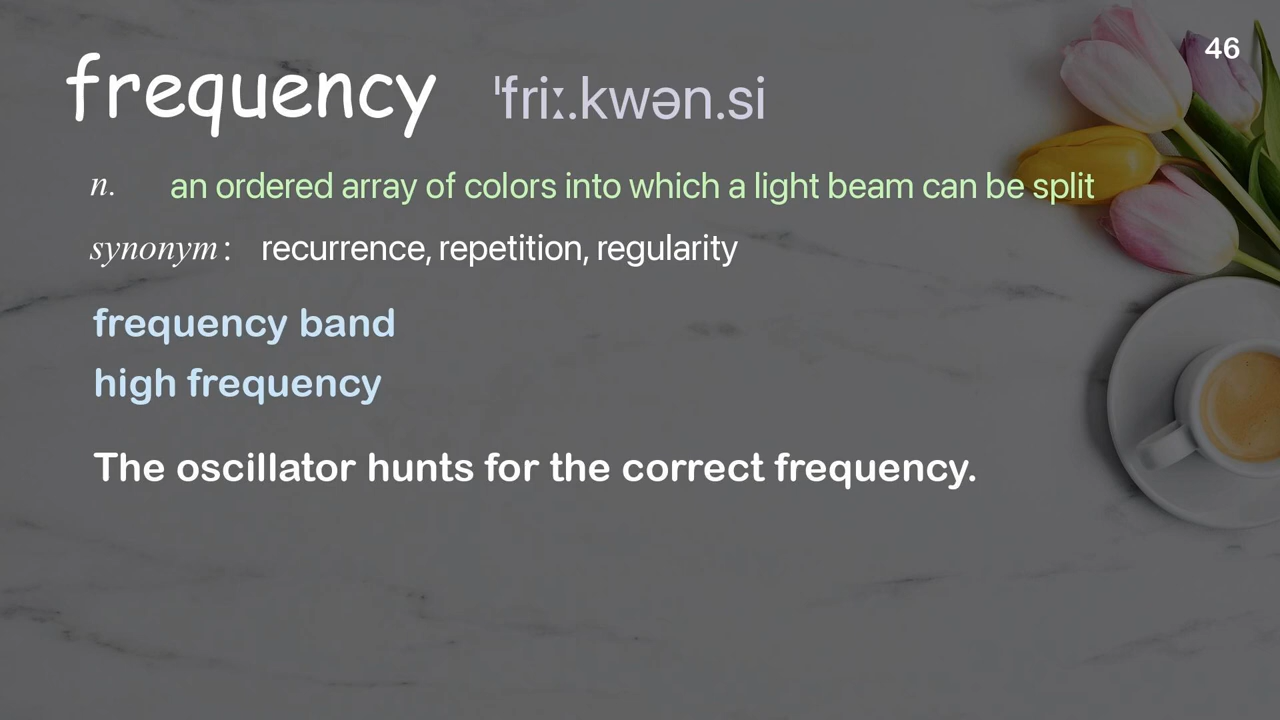 46
frequency ˈfriː.kwən.si
n. an ordered array of colors into which a light beam can be split
synonym: recurrence, repetition, regularity
frequency band
high frequency
The oscillator hunts for the correct frequency.